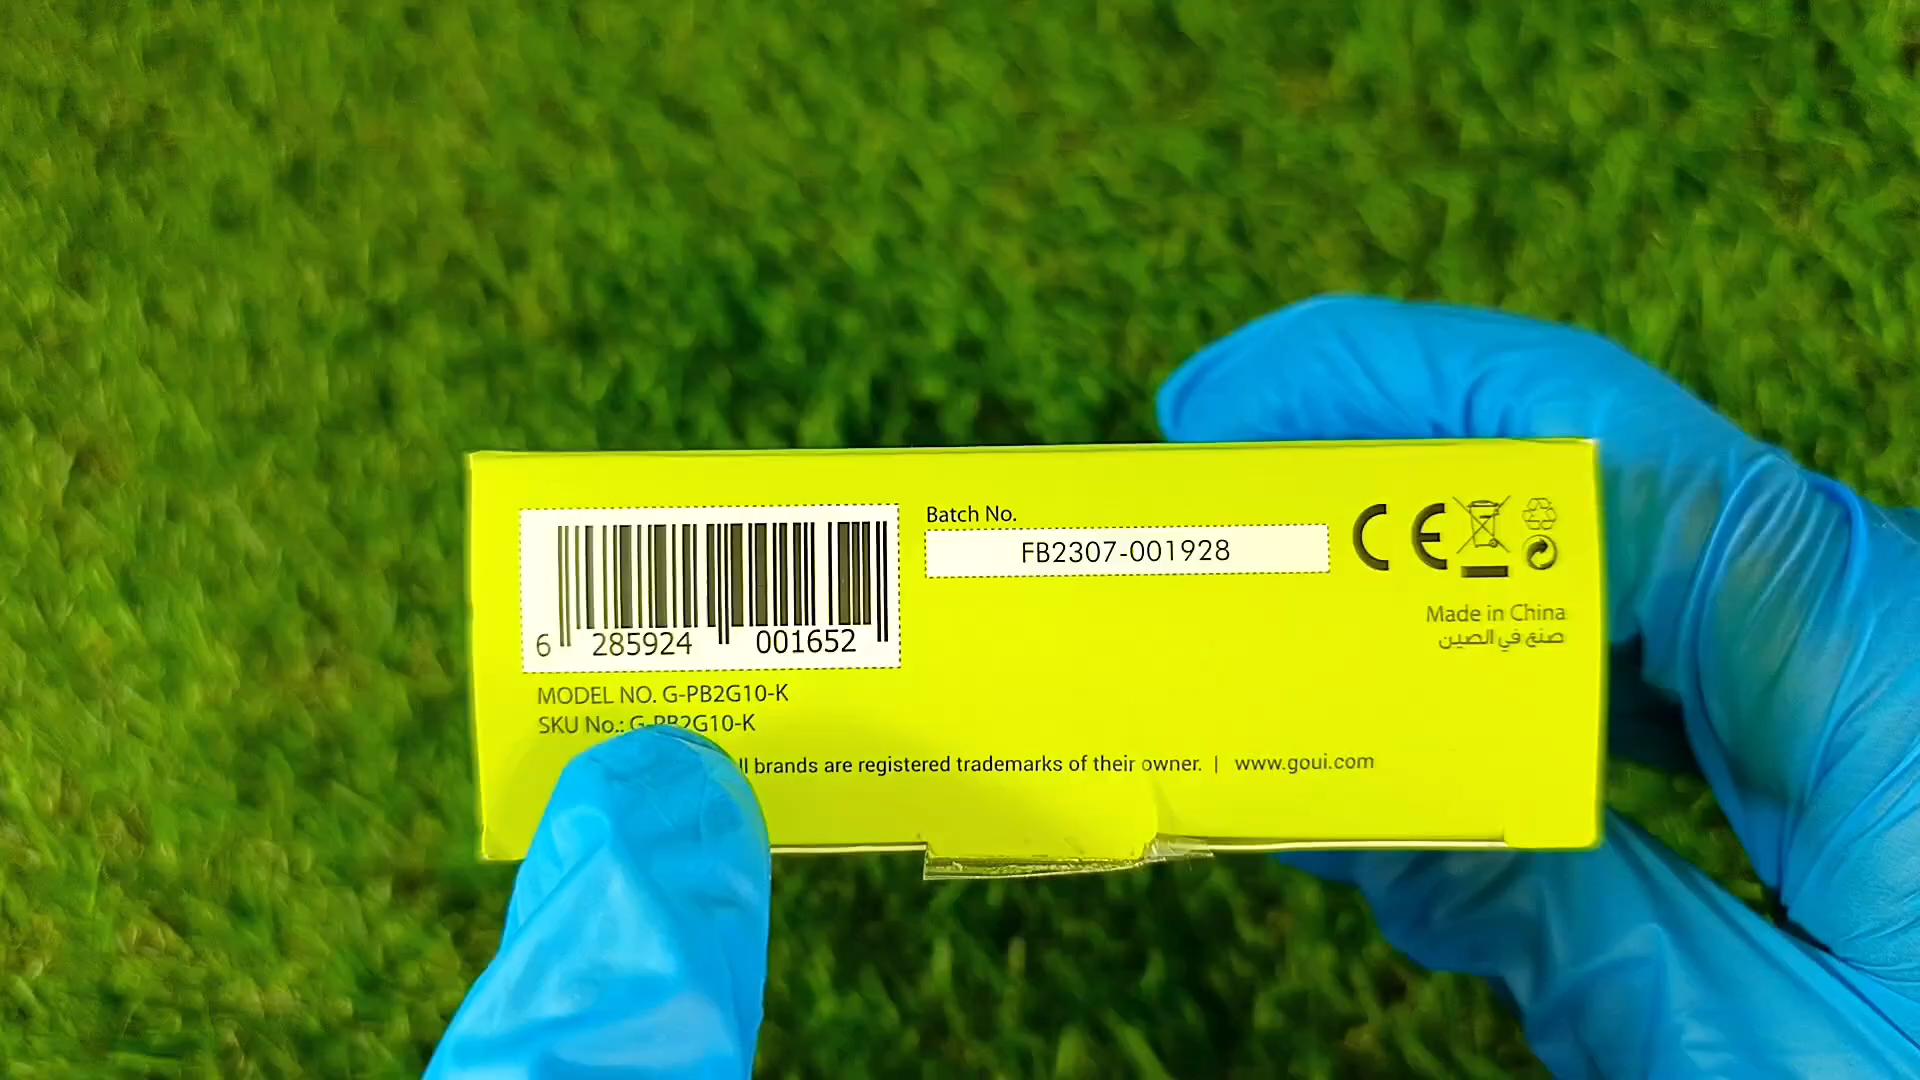 6 285924 001652
MODEL NO. G-PB2G10-K
SKU No.: G-PB2G10-K
Batch No.
FB2307-001928
CE
Made in China
صنع في الصين
brands are registered trademarks of their owner. | www.goui.com